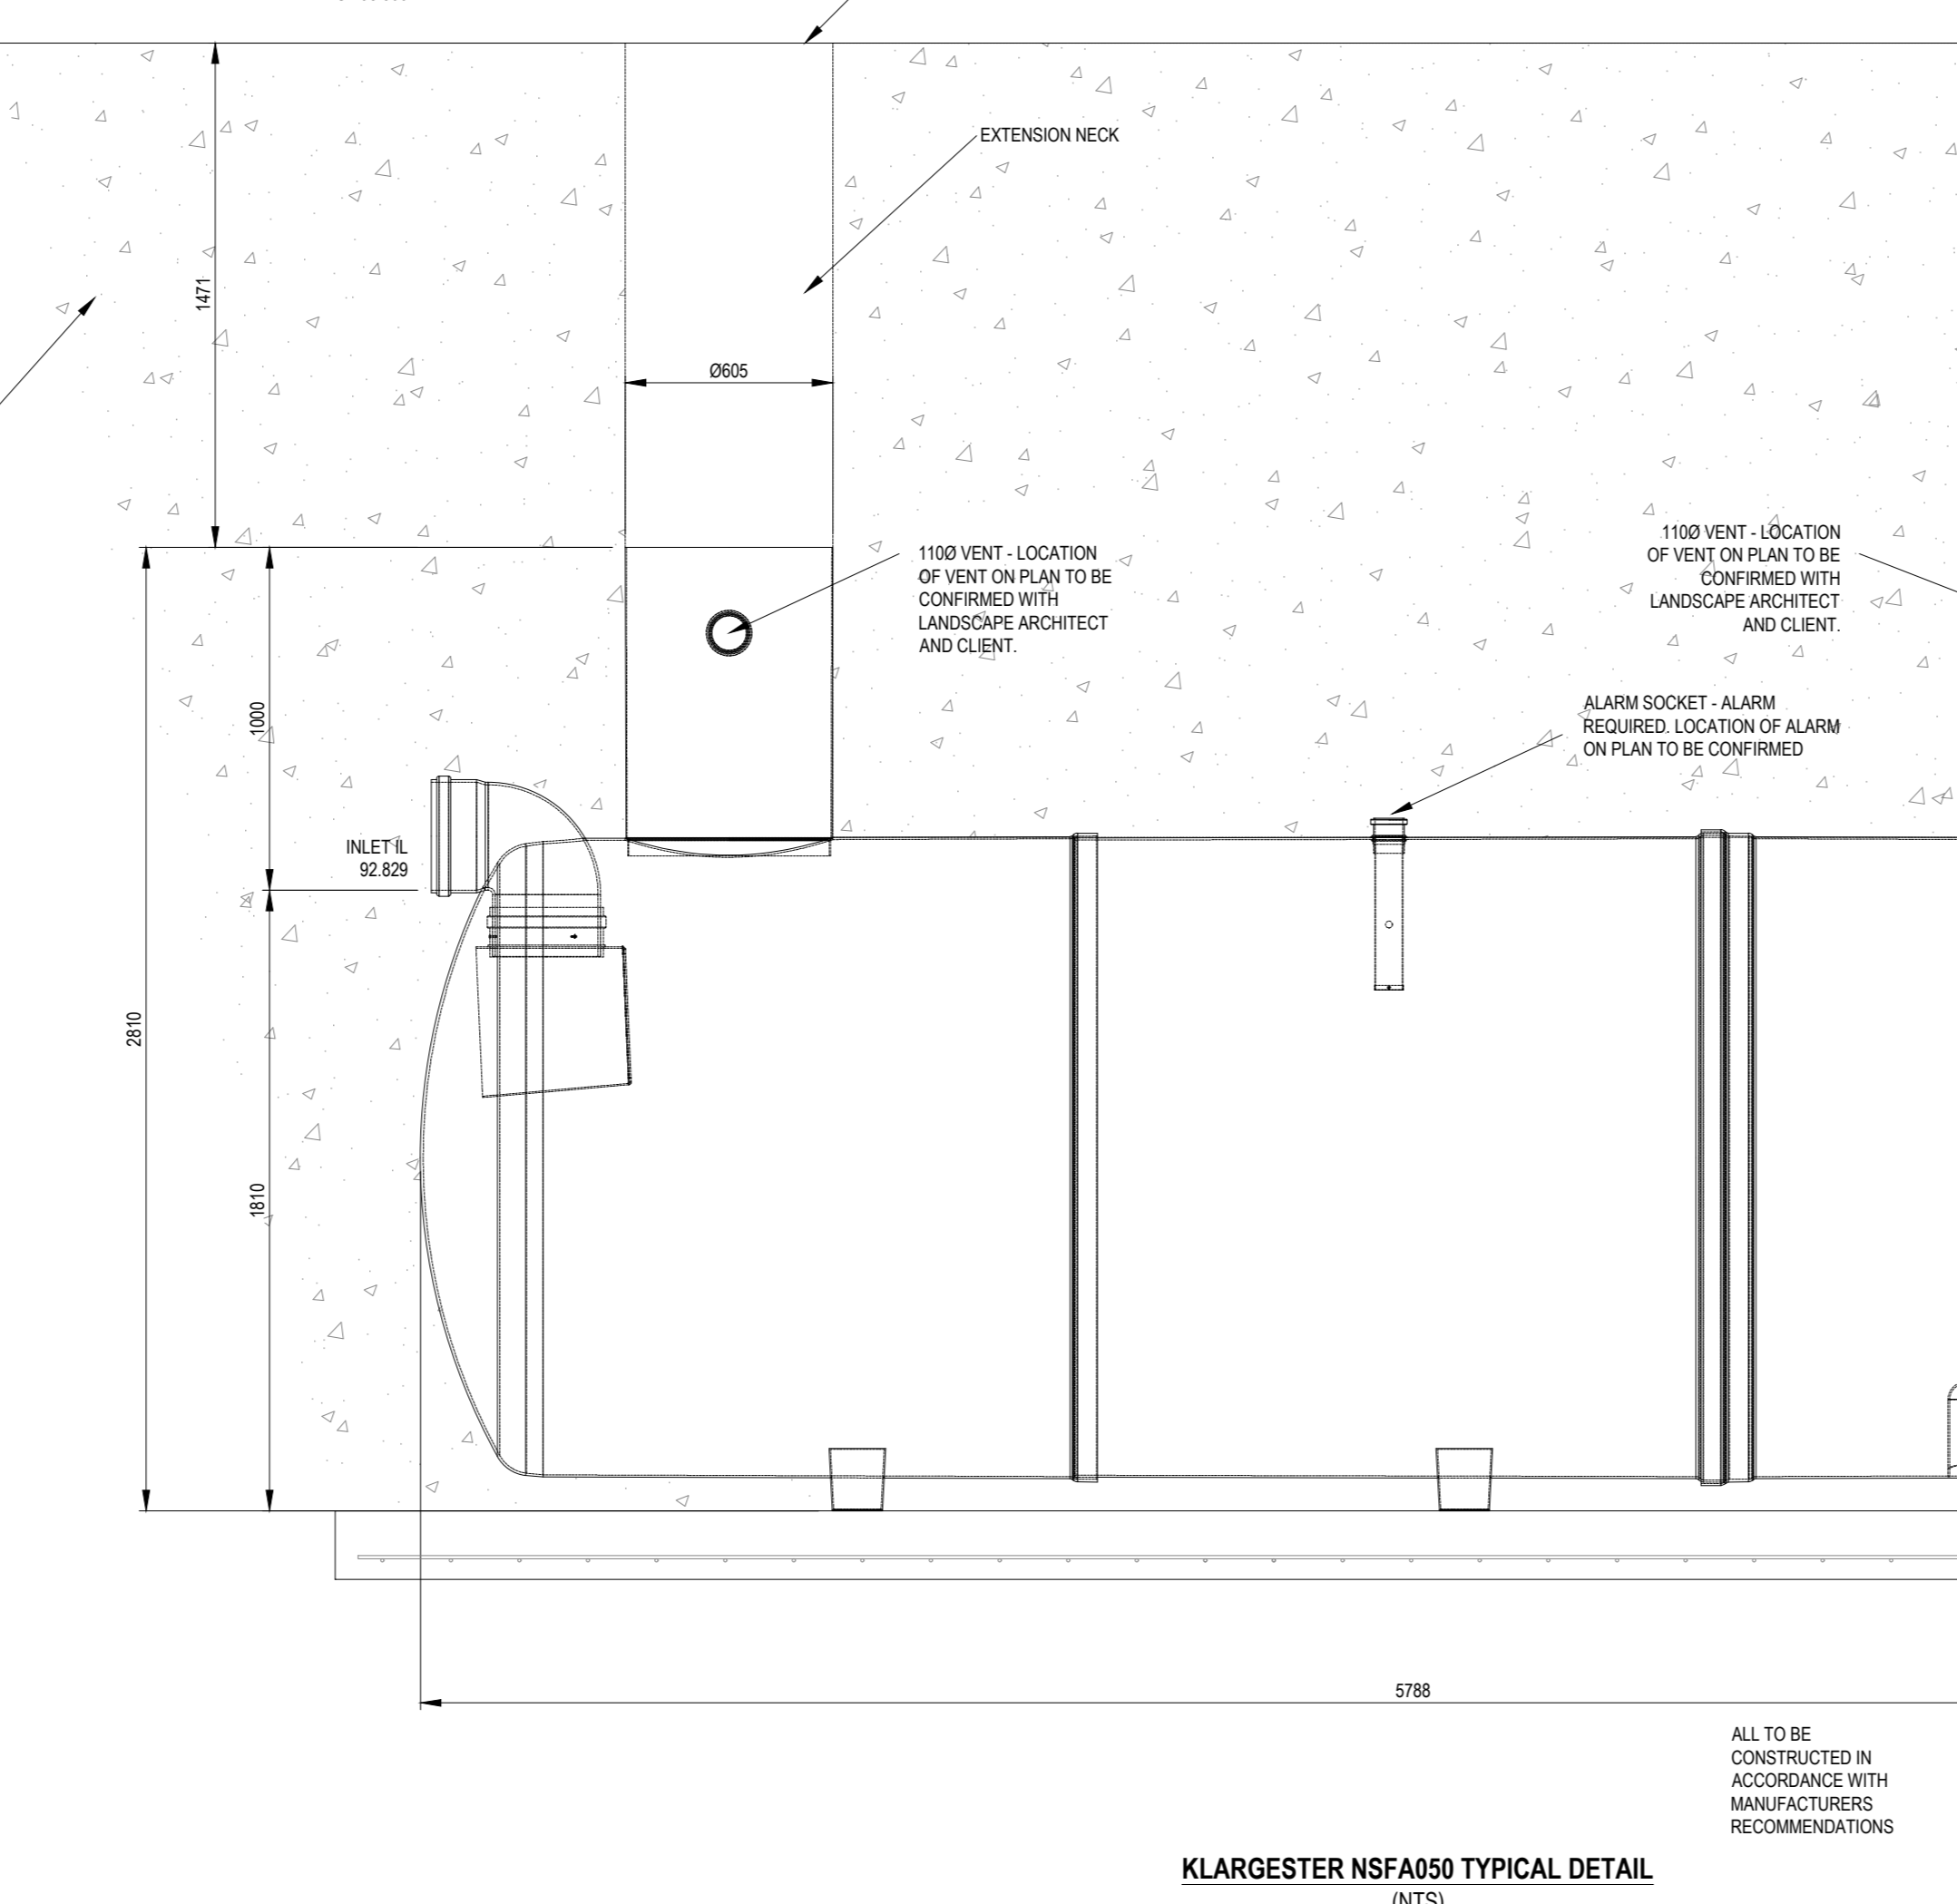 EXTENSION NECK
1471
Ø605
110Ø VENT - LOCATION
OF VENT ON PLAN TO BE
CONFIRMED WITH
LANDSCAPE ARCHITECT
AND CLIENT.
110Ø VENT - LOCATION
OF VENT ON PLAN TO BE
CONFIRMED WITH
LANDSCAPE ARCHITECT
AND CLIENT.
ALARM SOCKET - ALARM
REQUIRED. LOCATION OF ALARM
ON PLAN TO BE CONFIRMED
1000
INLET IL
92.829
2810
1810
5788
ALL TO BE
CONSTRUCTED IN
ACCORDANCE WITH
MANUFACTURERS
RECOMMENDATIONS
KLARGESTER NSFA050 TYPICAL DETAIL
(NTS)